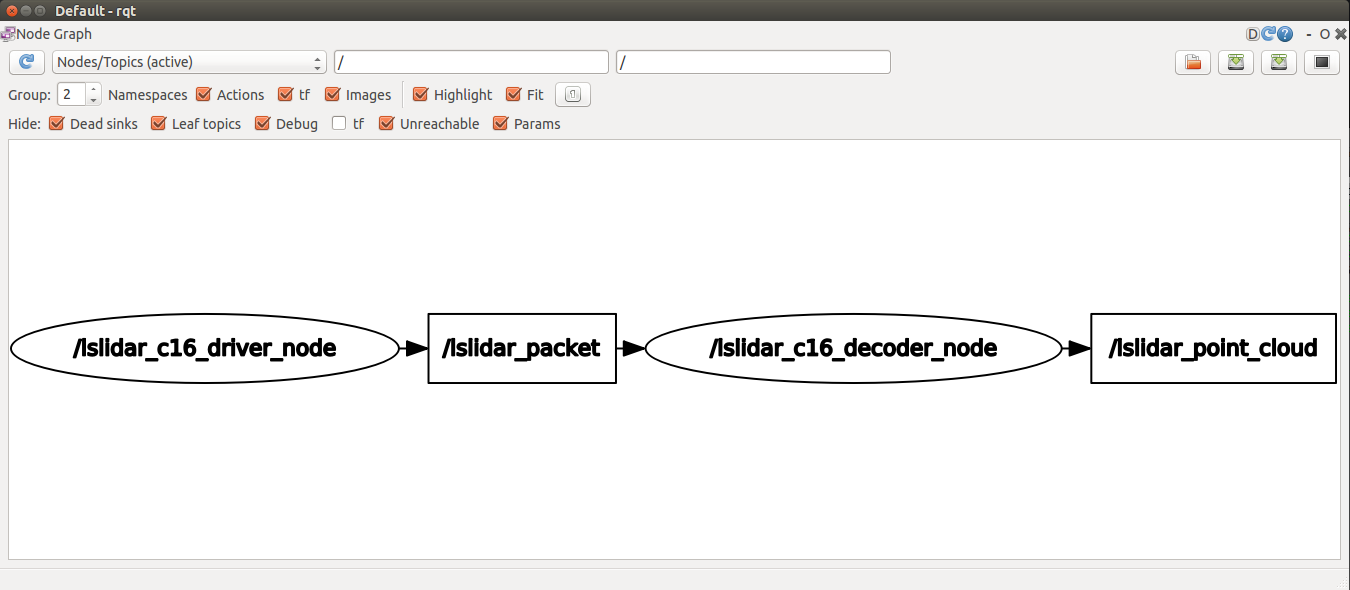 Default - rqt
Node Graph
D ? - O
Nodes/Topics (active) / /
Group: 2 Namespaces Actions tf Images Highlight Fit
Hide: Dead sinks Leaf topics Debug tf Unreachable Params
/lslidar_c16_driver_node /lslidar_packet /lslidar_c16_decoder_node /lslidar_point_cloud